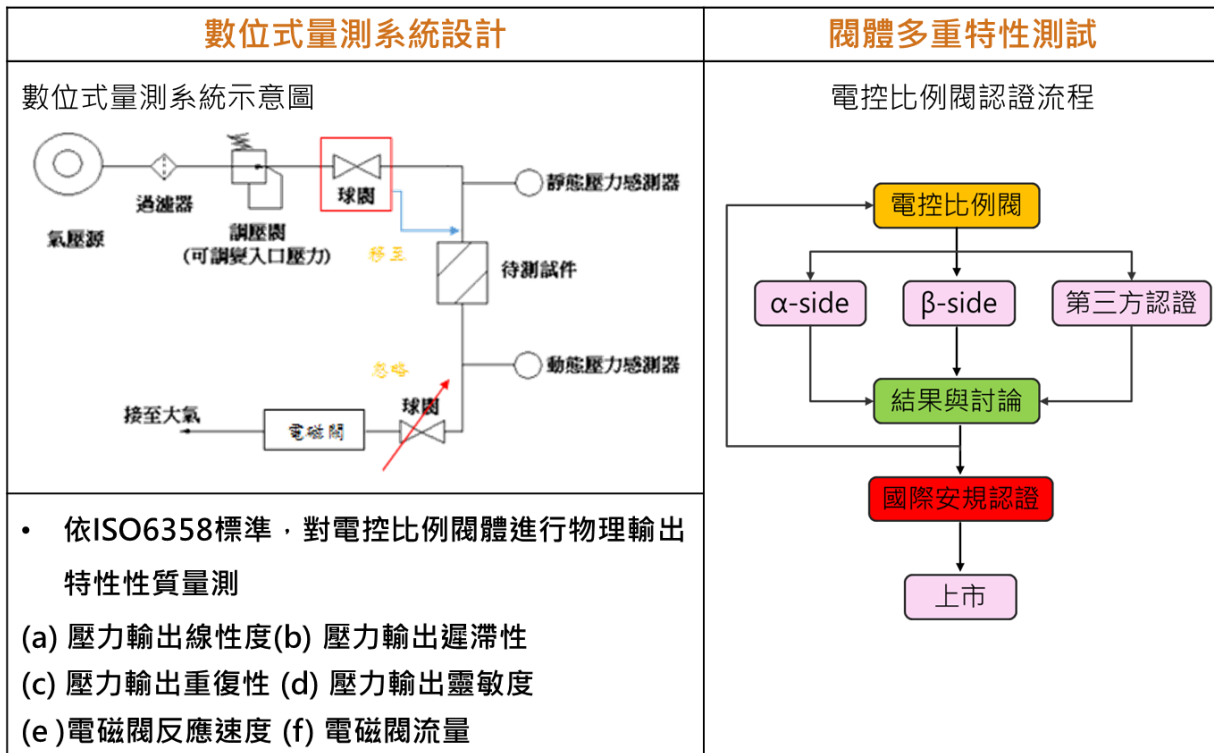 數位式量測系統設計
閥體多重特性測試
數位式量測系統示意圖
氣壓源
過濾器
調壓閥
(可調變入口壓力)
球閥
移至
靜態壓力感測器
待測試件
動態壓力感測器
忽略
球閥
電磁閥
接至大氣
• 依ISO6358標準，對電控比例閥體進行物理輸出
特性性質量測
(a) 壓力輸出線性度(b) 壓力輸出遲滯性
(c) 壓力輸出重復性 (d) 壓力輸出靈敏度
(e )電磁閥反應速度 (f) 電磁閥流量
電控比例閥認證流程
電控比例閥
α-side
β-side
第三方認證
結果與討論
國際安規認證
上市